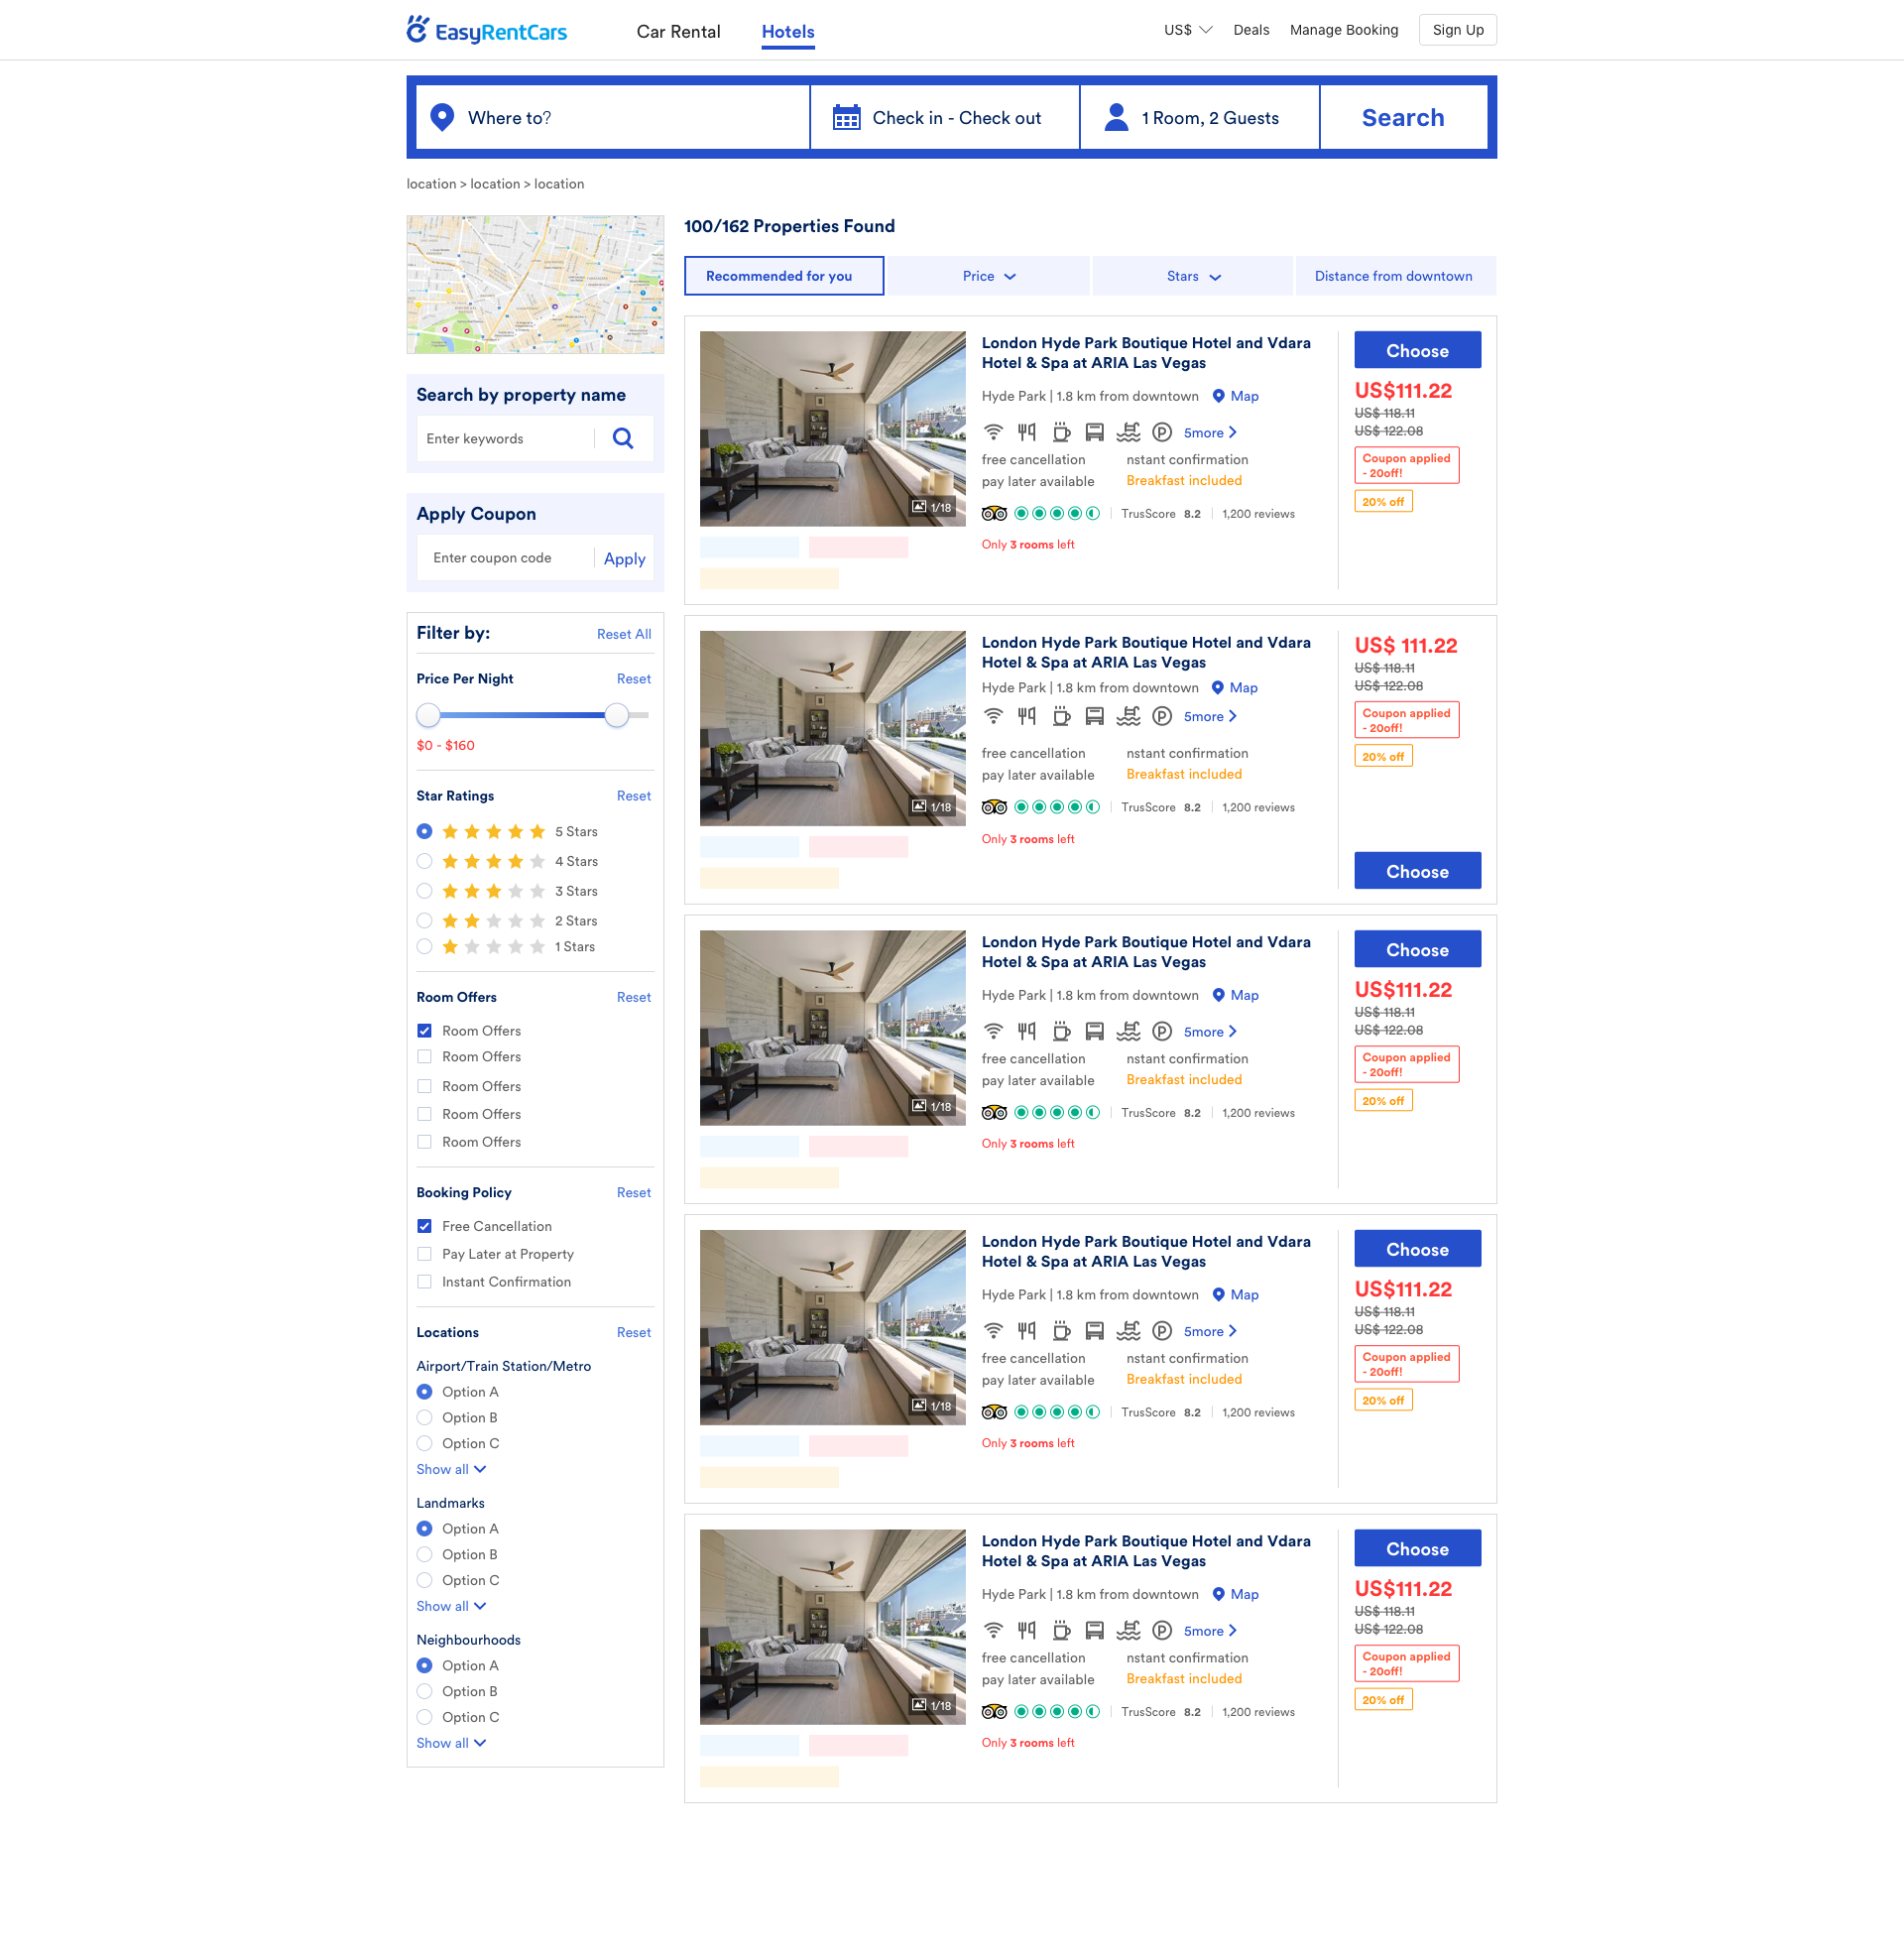 EasyRentCars
Car Rental
Hotels
US$
Deals
Manage Booking
Sign Up
Where to?
Check in - Check out
1 Room, 2 Guests
Search
location > location > location
100/162 Properties Found
Recommended for you
Price
Stars
Distance from downtown
Search by property name
Enter keywords
Apply Coupon
Enter coupon code
Apply
Filter by:
Reset All
Price Per Night
Reset
$0 - $160
Star Ratings
Reset
5 Stars
4 Stars
3 Stars
2 Stars
1 Stars
Room Offers
Reset
Room Offers
Room Offers
Room Offers
Room Offers
Room Offers
Booking Policy
Reset
Free Cancellation
Pay Later at Property
Instant Confirmation
Locations
Reset
Airport/Train Station/Metro
Option A
Option B
Option C
Show all
Landmarks
Option A
Option B
Option C
Show all
Neighbourhoods
Option A
Option B
Option C
Show all
1/18
London Hyde Park Boutique Hotel and Vdara
Hotel & Spa at ARIA Las Vegas
Hyde Park | 1.8 km from downtown
Map
P
5more
free cancellation
nstant confirmation
pay later available
Breakfast included
TrusScore 8.2
1,200 reviews
Only 3 rooms left
Choose
US$111.22
US$ 118.11
US$ 122.08
Coupon applied
- 20off!
20% off
1/18
London Hyde Park Boutique Hotel and Vdara
Hotel & Spa at ARIA Las Vegas
Hyde Park | 1.8 km from downtown
Map
P
5more
free cancellation
nstant confirmation
pay later available
Breakfast included
TrusScore 8.2
1,200 reviews
Only 3 rooms left
US$ 111.22
US$ 118.11
US$ 122.08
Coupon applied
- 20off!
20% off
Choose
1/18
London Hyde Park Boutique Hotel and Vdara
Hotel & Spa at ARIA Las Vegas
Hyde Park | 1.8 km from downtown
Map
P
5more
free cancellation
nstant confirmation
pay later available
Breakfast included
TrusScore 8.2
1,200 reviews
Only 3 rooms left
Choose
US$111.22
US$ 118.11
US$ 122.08
Coupon applied
- 20off!
20% off
1/18
London Hyde Park Boutique Hotel and Vdara
Hotel & Spa at ARIA Las Vegas
Hyde Park | 1.8 km from downtown
Map
P
5more
free cancellation
nstant confirmation
pay later available
Breakfast included
TrusScore 8.2
1,200 reviews
Only 3 rooms left
Choose
US$111.22
US$ 118.11
US$ 122.08
Coupon applied
- 20off!
20% off
1/18
London Hyde Park Boutique Hotel and Vdara
Hotel & Spa at ARIA Las Vegas
Hyde Park | 1.8 km from downtown
Map
P
5more
free cancellation
nstant confirmation
pay later available
Breakfast included
TrusScore 8.2
1,200 reviews
Only 3 rooms left
Choose
US$111.22
US$ 118.11
US$ 122.08
Coupon applied
- 20off!
20% off